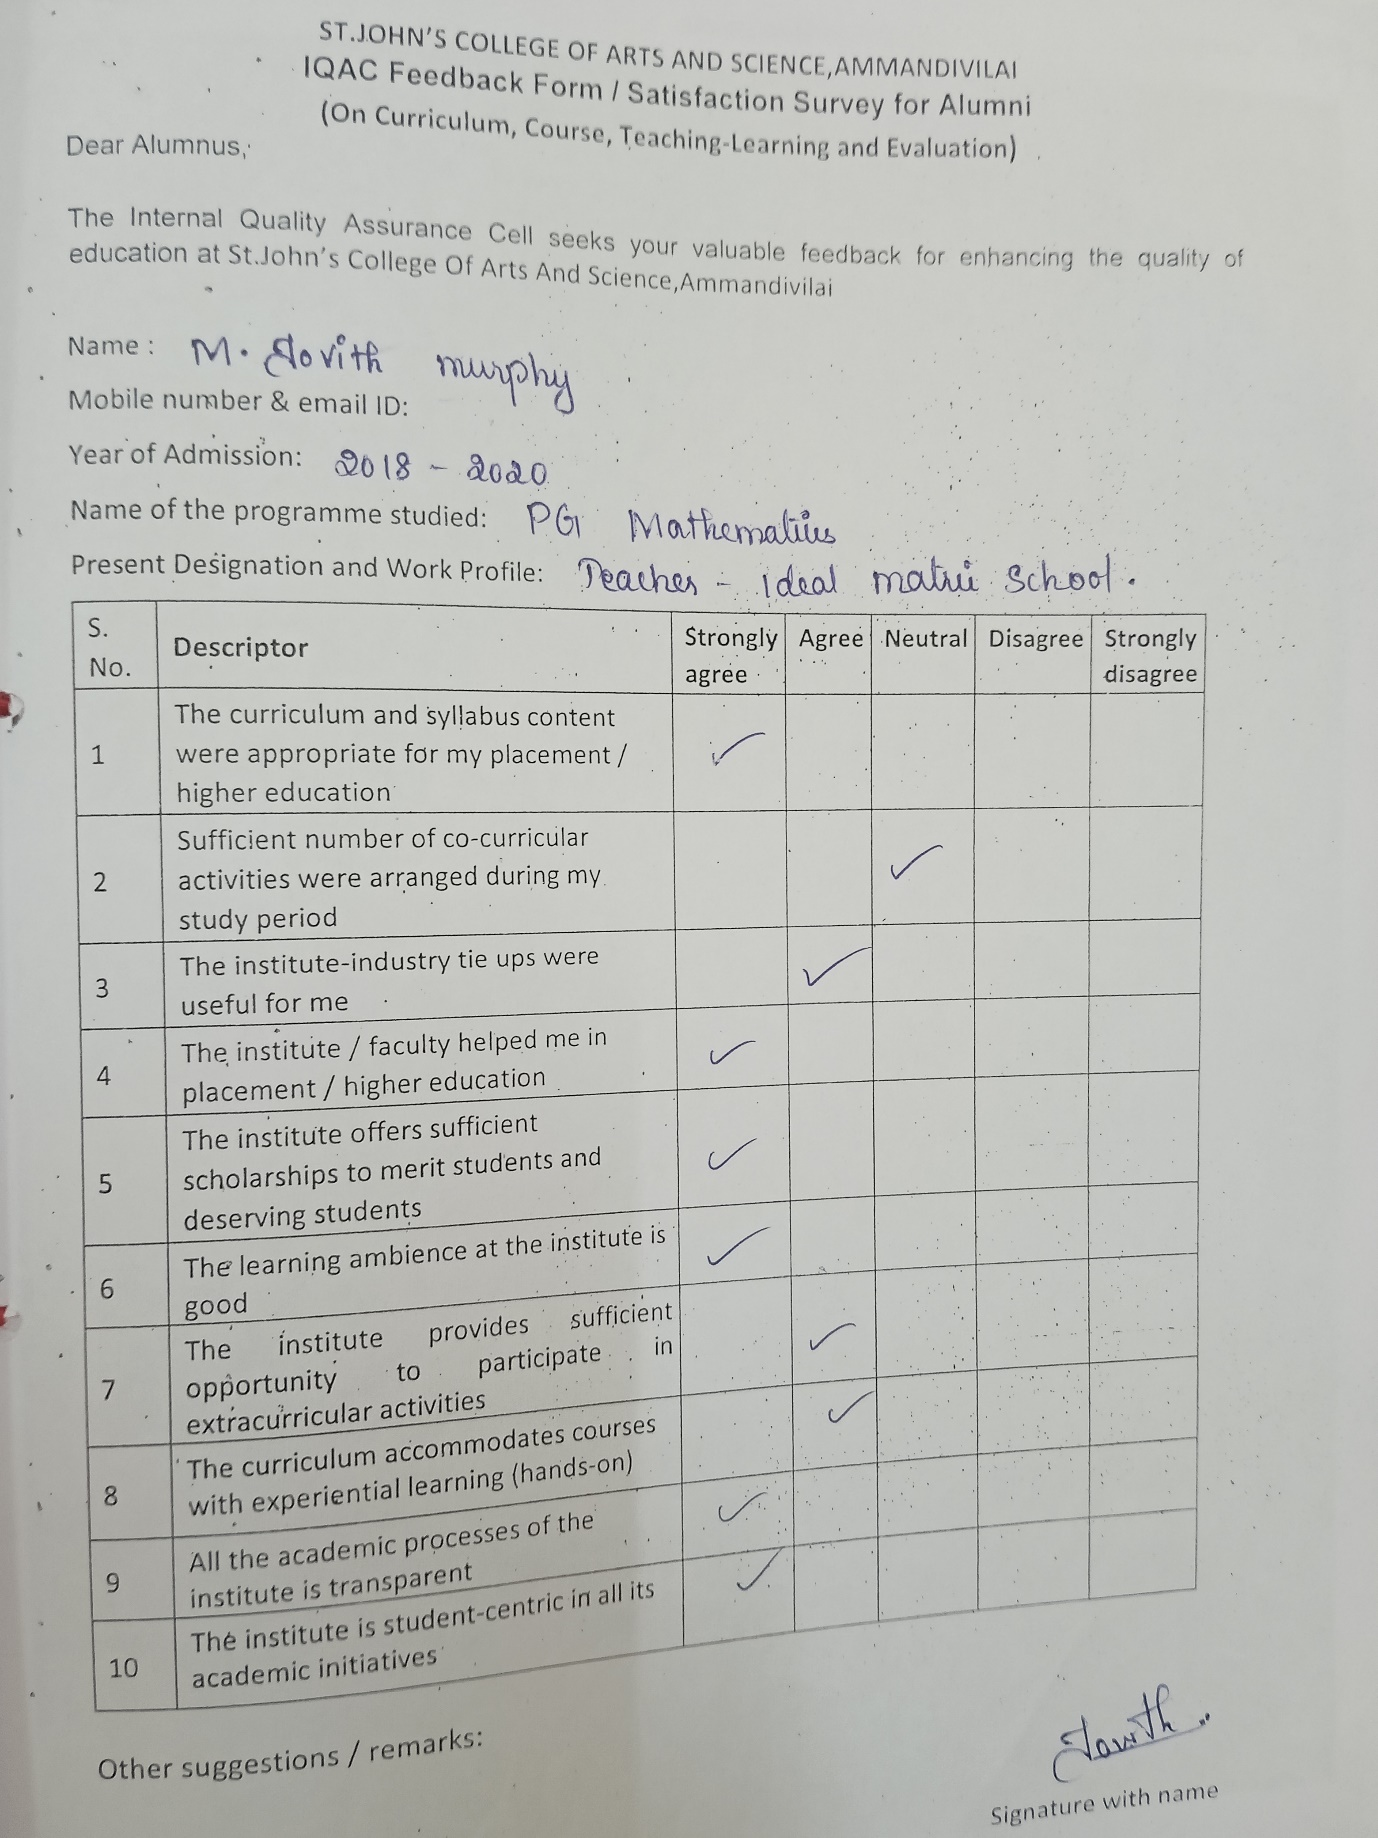 ST.JOHN'S COLLEGE OF ARTS AND SCIENCE,AMMANDIVILAI
IQAC Feedback Form / Satisfaction Survey for Alumni
(On Curriculum, Course, Teaching-Learning and Evaluation)
Dear Alumnus,
The Internal Quality Assurance Cell seeks your valuable feedback for enhancing the quality of
education at St.John's College Of Arts And Science,Ammandivilai
Name : M. Jovith murphy
Mobile number & email ID:
Year of Admission: 2018 - 2020
Name of the programme studied: PG Mathematics
Present Designation and Work Profile: Teacher - ideal matric School.
S. No. Descriptor Strongly agree Agree Neutral Disagree Strongly disagree
1 The curriculum and syllabus content
were appropriate for my placement /
higher education ✓
2 Sufficient number of co-curricular
activities were arranged during my
study period ✓
3 The institute-industry tie ups were
useful for me ✓
4 The institute / faculty helped me in
placement / higher education ✓
5 The institute offers sufficient
scholarships to merit students and
deserving students ✓
6 The learning ambience at the institute is
good ✓
7 The institute provides sufficient
opportunity to participate in
extracurricular activities ✓
8 The curriculum accommodates courses
with experiential learning (hands-on) ✓
9 All the academic processes of the
institute is transparent ✓
10 The institute is student-centric in all its
academic initiatives ✓
Other suggestions / remarks:
Jovith.
Signature with name